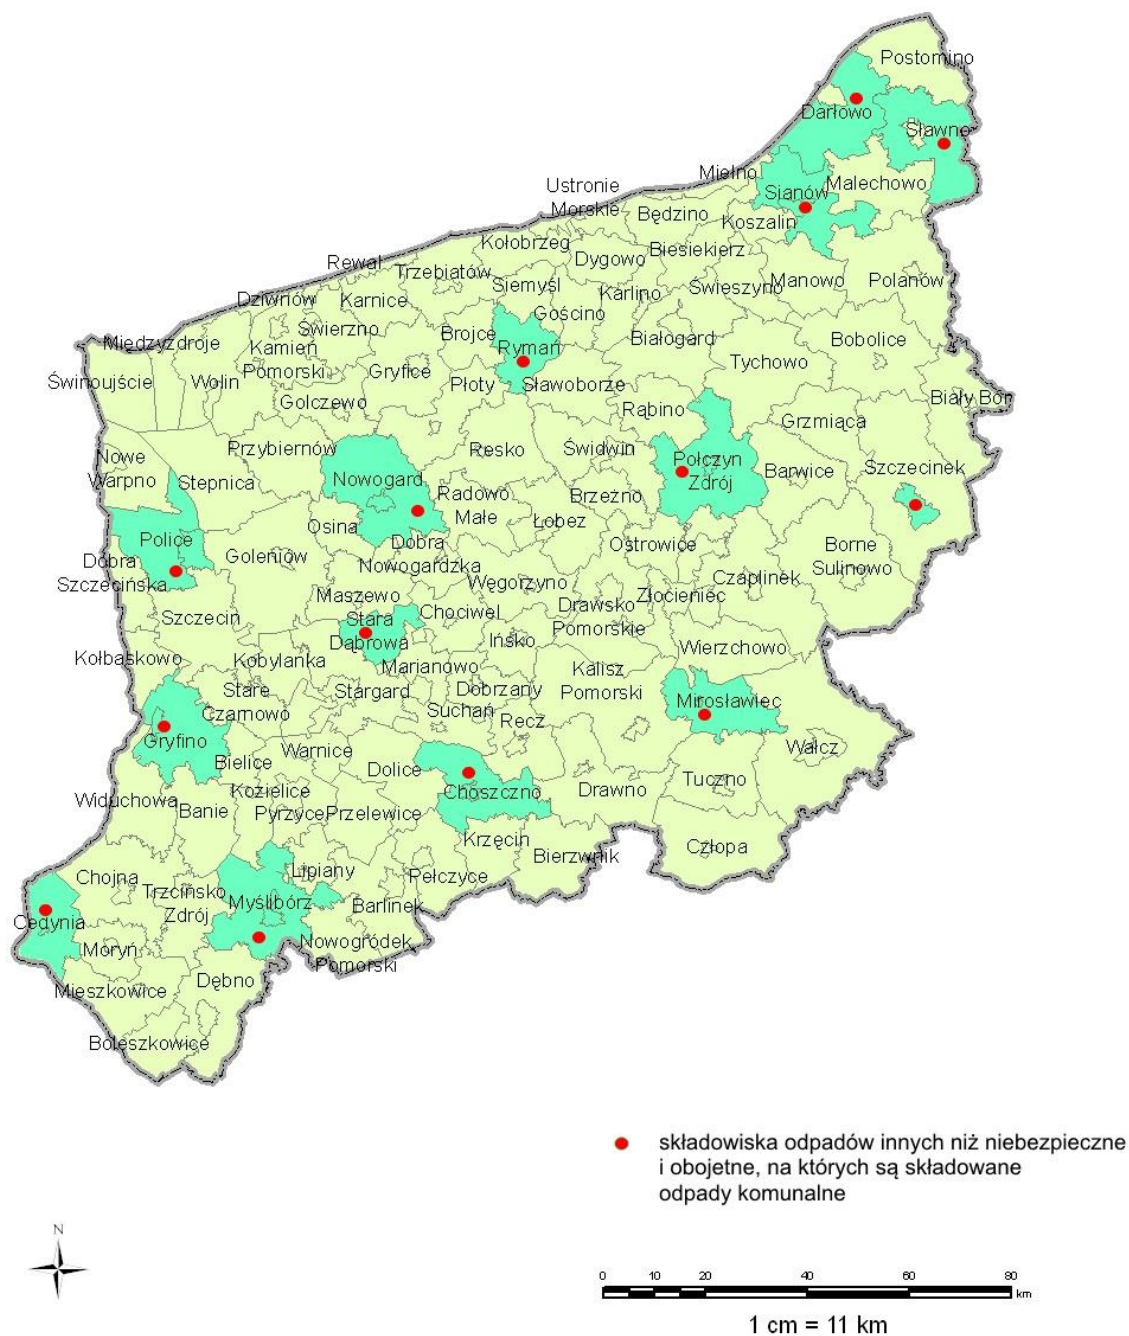 Postomino
Darłowo
Sławno
Mielno
Sianów
Malechowo
Ustronie
Morskie
Będzino
Koszalin
Kołobrzeg
Biesiekierz
Rewal
Trzebiatów
Dygowo
Siemyśl
Karlino
Świeszyno
Manowo
Polanów
Dziwnów
Karnice
Gościno
Świerzno
Brojce
Białogard
Bobolice
Międzyzdroje
Kamień
Pomorski
Rymań
Tychowo
Świnoujście
Wolin
Gryfice
Płoty
Sławoborze
Golczewo
Rąbino
Biały Bór
Grzmiąca
Przybiernów
Resko
Świdwin
Nowe
Warpno
Stepnica
Nowogard
Połczyn
Zdrój
Barwice
Szczecinek
Radowo
Małe
Brzeżno
Osina
Łobez
Police
Dobra
Nowogardzka
Ostrowice
Borne
Sulinowo
Dobra
Szczecińska
Goleniów
Węgorzyno
Czaplinek
Maszewo
Złocieniec
Szczecin
Stara
Dąbrowa
Chociwel
Drawsko
Pomorskie
Ińsko
Wierzchowo
Kołbaskowo
Kobylanka
Marianowo
Kalisz
Pomorski
Stare
Czarnowo
Stargard
Dobrzany
Suchań
Recz
Mirosławiec
Gryfino
Warnice
Wałcz
Bielice
Dolice
Tuczno
Widuchowa
Kozielice
Choszczno
Drawno
Banie
Pyrzyce
Przelewice
Krzęcin
Człopa
Bierzwnik
Chojna
Lipiany
Pełczyce
Trzcińsko
Zdrój
Myślibórz
Barlinek
Cedynia
Moryń
Nowogródek
Pomorski
Mieszkowice
Dębno
Boleszkowice
składowiska odpadów innych niż niebezpieczne
i obojetne, na których są składowane
odpady komunalne
N
0 10 20 40 60 80
km
1 cm = 11 km